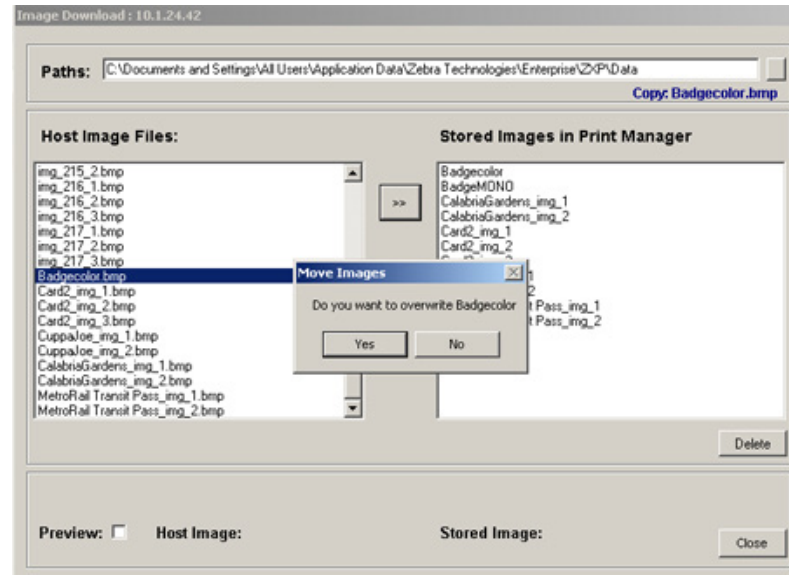 Image Download : 10.1.24.42
Paths: C:\Documents and Settings\All Users\Application Data\Zebra Technologies\Enterprise\ZXP\Data
Copy: Badgecolor.bmp
Host Image Files:
img_215_2.bmp
img_216_1.bmp
img_216_2.bmp
img_216_3.bmp
img_217_1.bmp
img_217_2.bmp
img_217_3.bmp
Badgecolor.bmp
Card2_img_1.bmp
Card2_img_2.bmp
Card2_img_3.bmp
CuppaJoe_img_1.bmp
CuppaJoe_img_2.bmp
CalabriaGardens_img_1.bmp
CalabriaGardens_img_2.bmp
MetroRail Transit Pass_img_1.bmp
MetroRail Transit Pass_img_2.bmp
>>
Stored Images in Print Manager
Badgecolor
BadgeMONO
CalabriaGardens_img_1
CalabriaGardens_img_2
Card2_img_1
Card2_img_2
1
2
t Pass_img_1
t Pass_img_2
Move Images
Do you want to overwrite Badgecolor
Yes No
Delete
Preview: Host Image: Stored Image:
Close